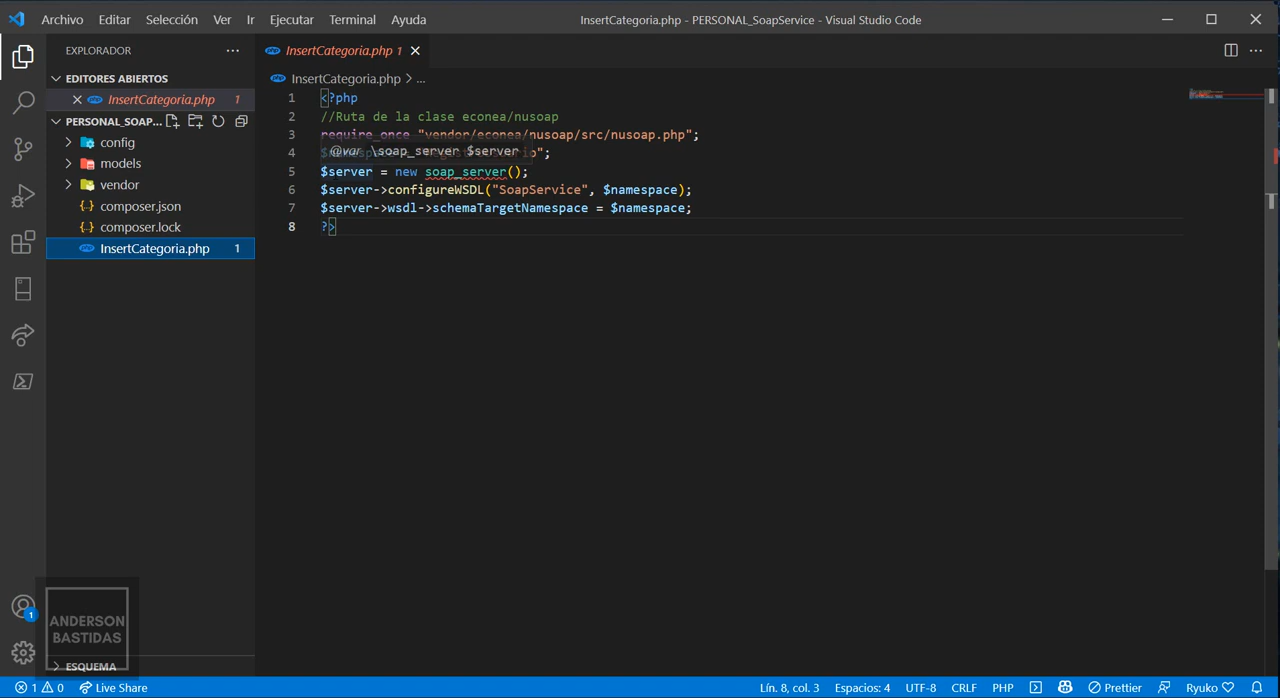 Archivo Editar Selección Ver Ir Ejecutar Terminal Ayuda
InsertCategoria.php - PERSONAL_SoapService - Visual Studio Code
EXPLORADOR
EDITORES ABIERTOS
InsertCategoria.php 1
PERSONAL_SOAP...
config
models
vendor
composer.json
composer.lock
InsertCategoria.php 1
ESQUEMA
InsertCategoria.php 1
InsertCategoria.php > ...
1 <?php
2 //Ruta de la clase econea/nusoap
3 require_once "vendor/econea/nusoap/src/nusoap.php";
@var \soap_server $server
4
5 $server = new soap_server();
6 $server->configureWSDL("SoapService", $namespace);
7 $server->wsdl->schemaTargetNamespace = $namespace;
8 ?>
1
ANDERSON
BASTIDAS
1 0 Live Share Lín. 8, col. 3 Espacios: 4 UTF-8 CRLF PHP Prettier Ryuko